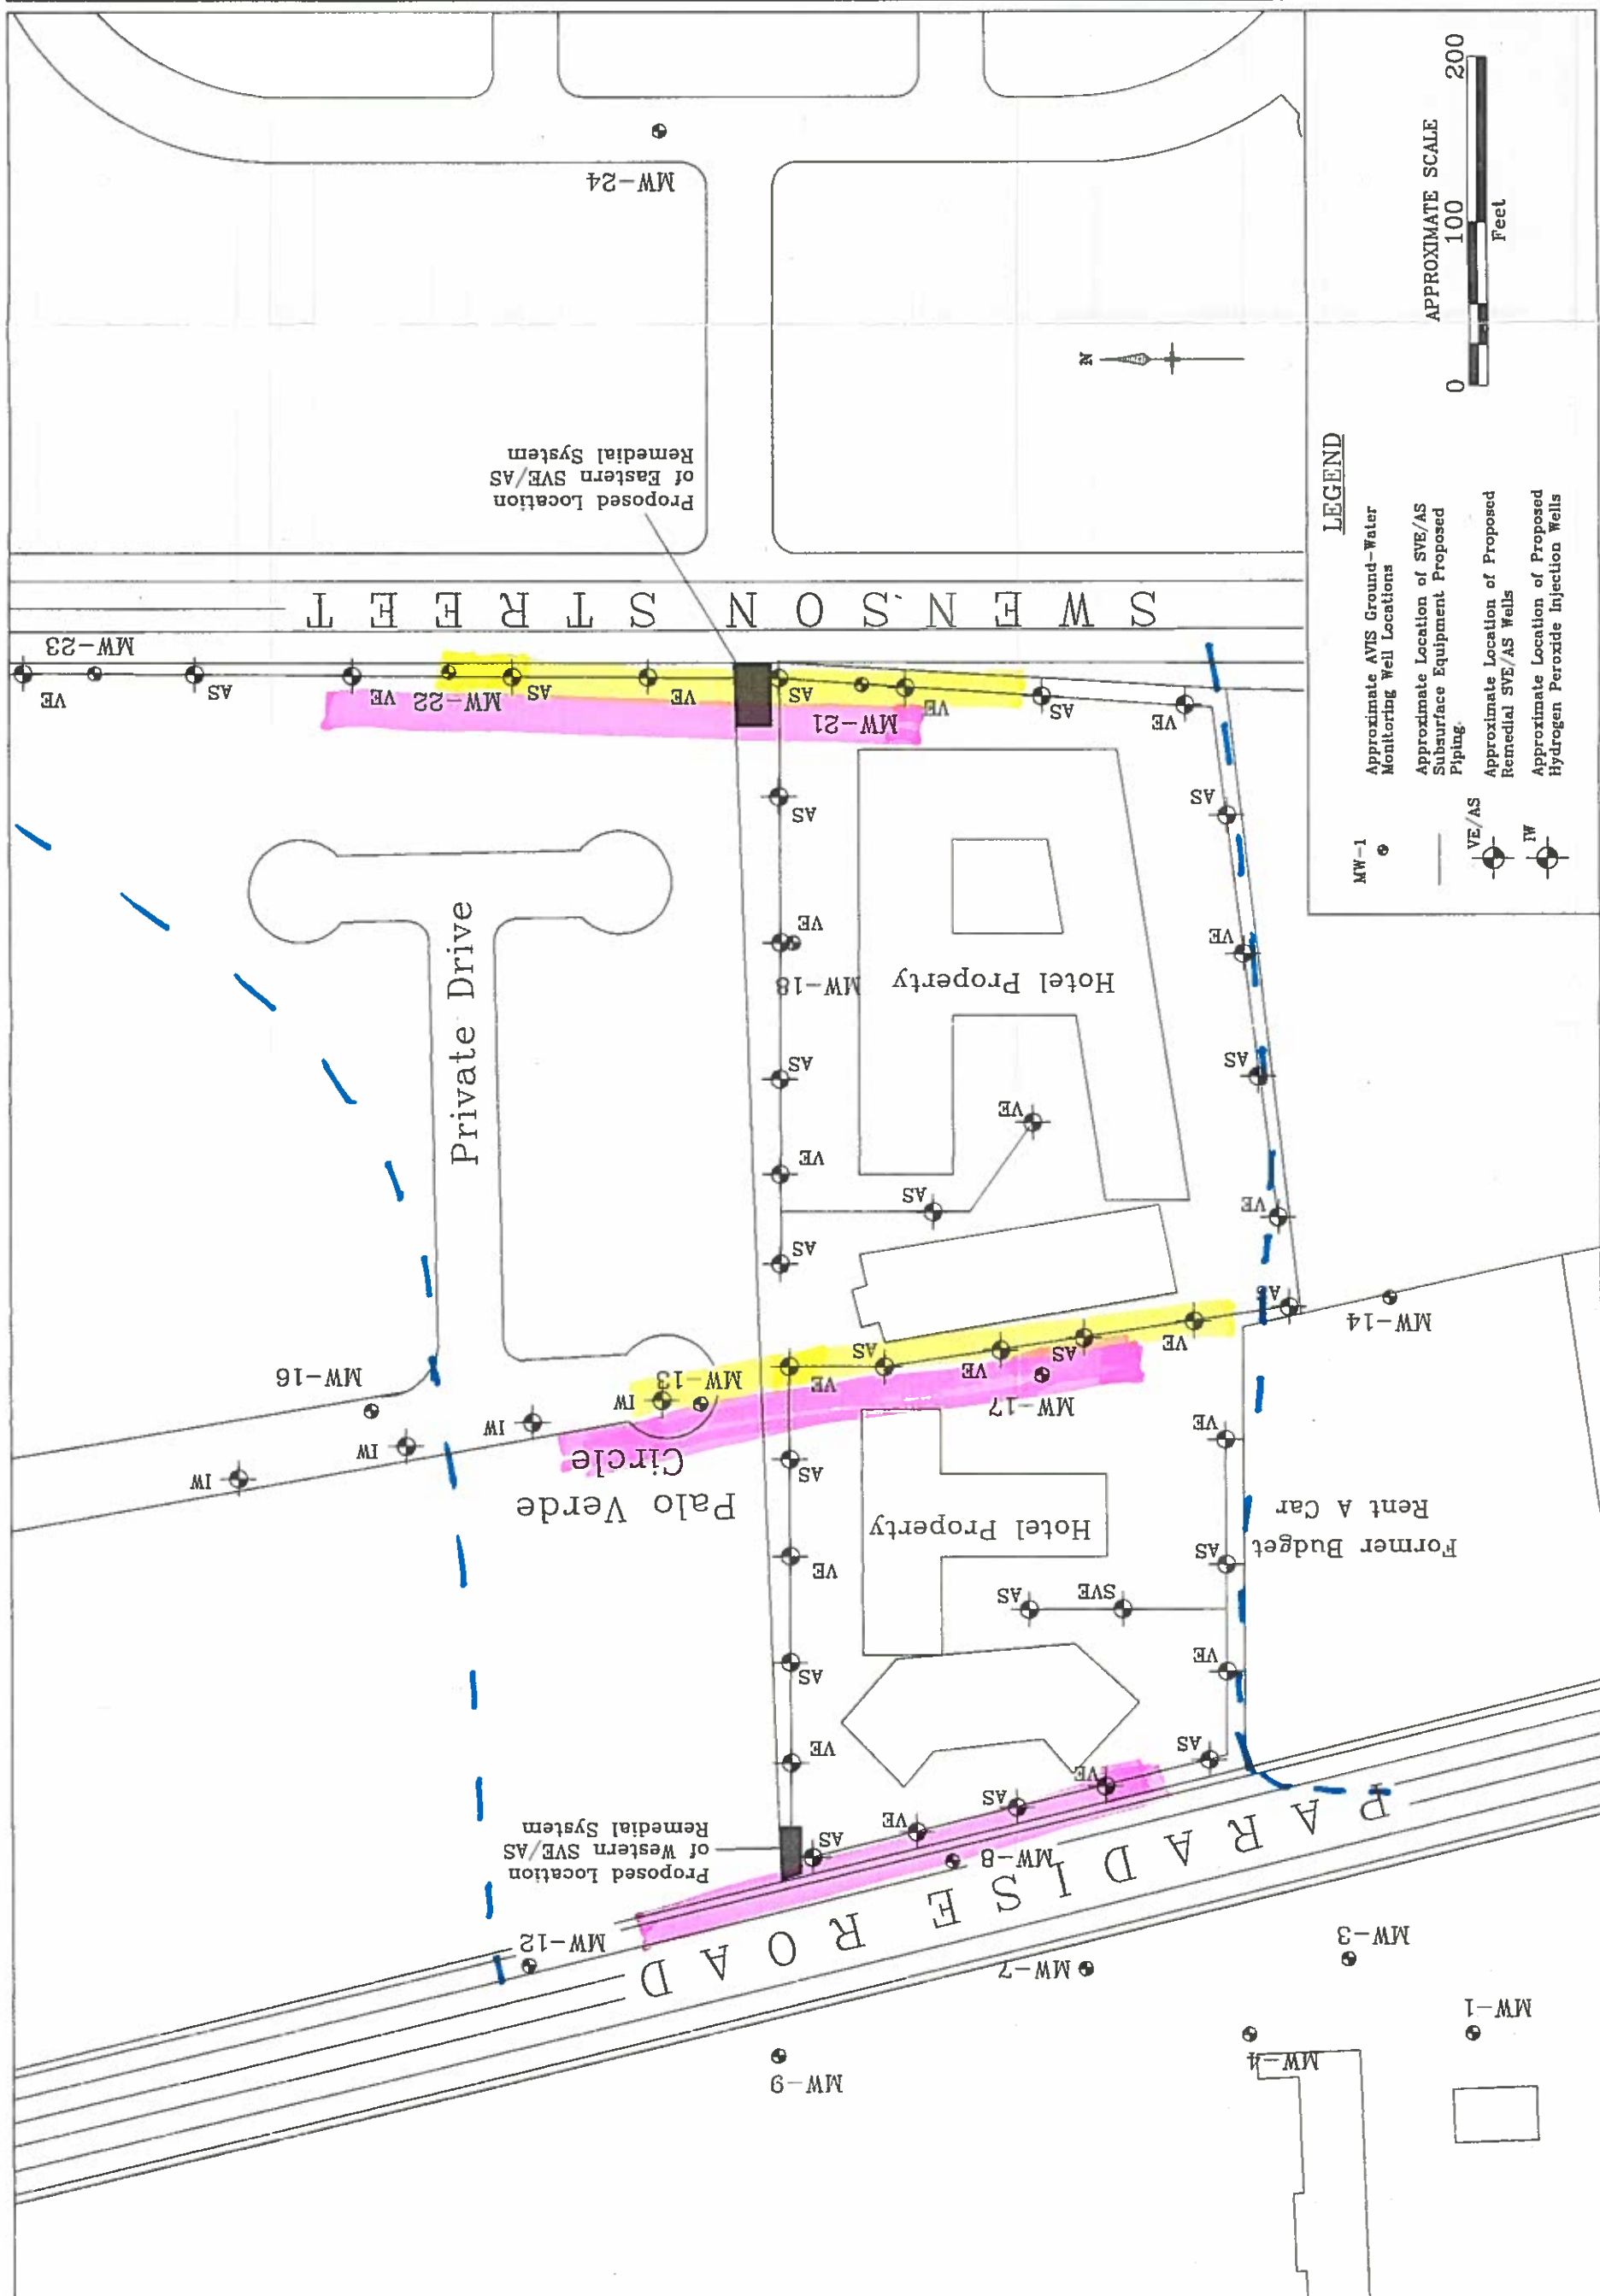 MW-24
Proposed Location
of Eastern SVE/AS
Remedial System
N
SWENSON STREET
MW-23
VE
AS
VE
MW-22
AS
VE
AS
MW-21
VE
AS
VE
AS
VE
MW-18
AS
VE
AS
AS
VE
Hotel Property
AS
VE
AS
VE
AS
MW-14
Private Drive
MW-16
IW
IW
IW
IW
MW-13
Palo Verde
Circle
VE
AS
VE
AS
VE
MW-17
AS
VE
AS
VE
Hotel Property
VE
AS
SVE
AS
VE
AS
Former Budget
Rent A Car
Proposed Location
of Western SVE/AS
Remedial System
AS
VE
AS
VE
MW-8
PARADISE ROAD
MW-12
MW-7
MW-3
MW-9
MW-4
MW-1
LEGEND
MW-1
Approximate AVIS Ground-Water
Monitoring Well Locations
Approximate Location of SVE/AS
Subsurface Equipment Proposed
Piping.
VE/AS
Approximate Location of Proposed
Remedial SVE/AS Wells
IW
Approximate Location of Proposed
Hydrogen Peroxide Injection Wells
APPROXIMATE SCALE
0 100 200
Feet